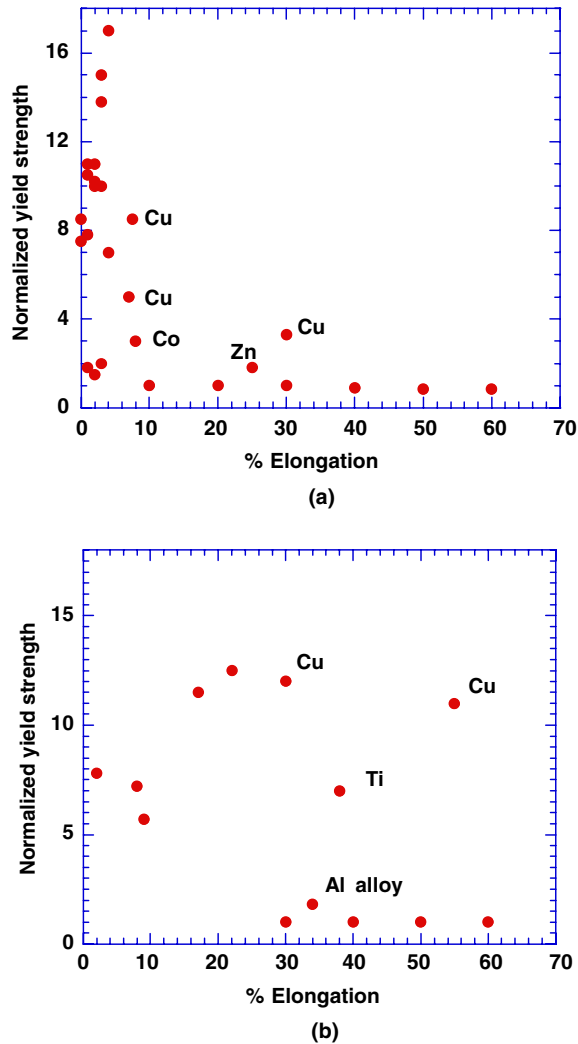 Normalized yield strength
16
12
8
4
0
Cu
Cu
Co
Zn
Cu
0 10 20 30 40 50 60 70
% Elongation
(a)
Normalized yield strength
15
10
5
0
Cu
Cu
Ti
Al alloy
0 10 20 30 40 50 60 70
% Elongation
(b)